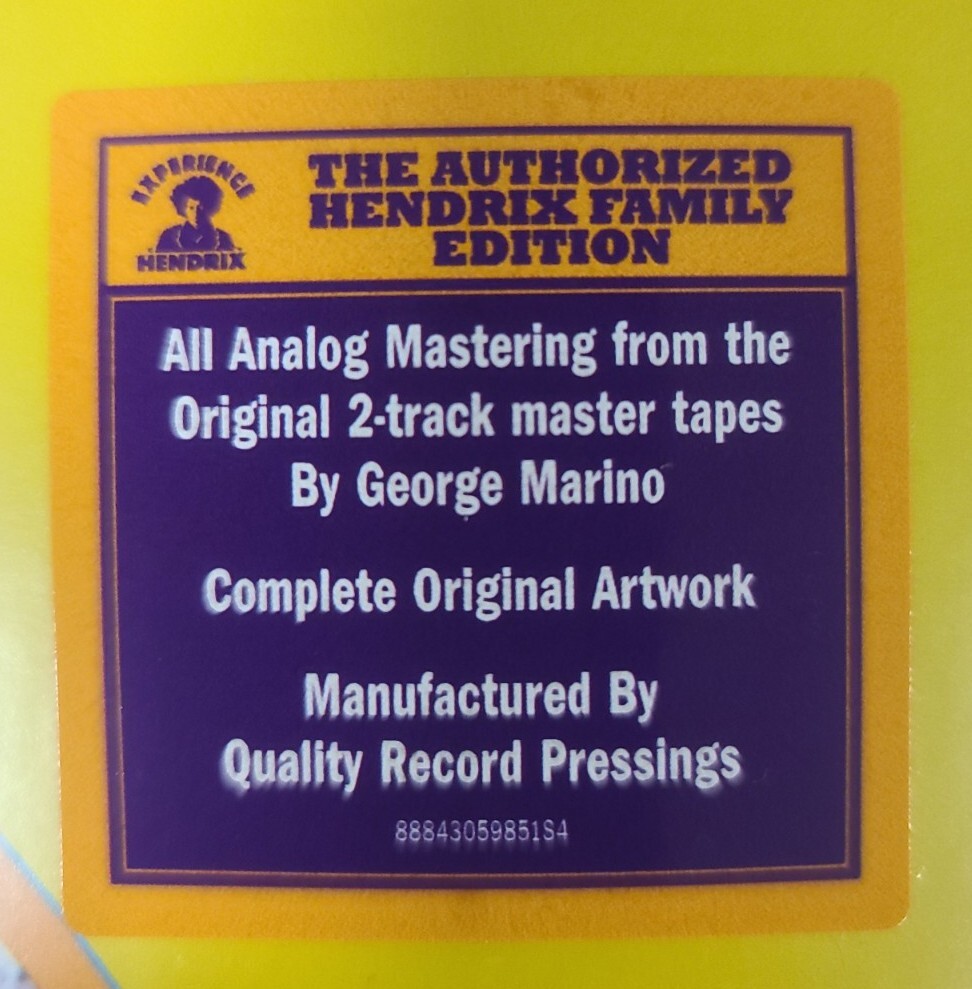 EXPERIENCE
HENDRIX
THE AUTHORIZED
HENDRIX FAMILY
EDITION
All Analog Mastering from the
Original 2-track master tapes
By George Marino
Complete Original Artwork
Manufactured By
Quality Record Pressings
88843059851S4